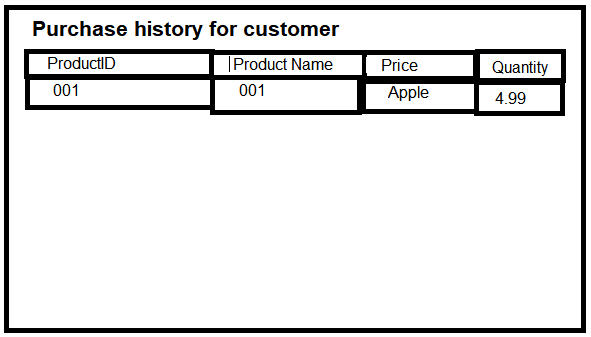 Purchase history for customer
ProductID Product Name Price Quantity
001 001 Apple 4.99